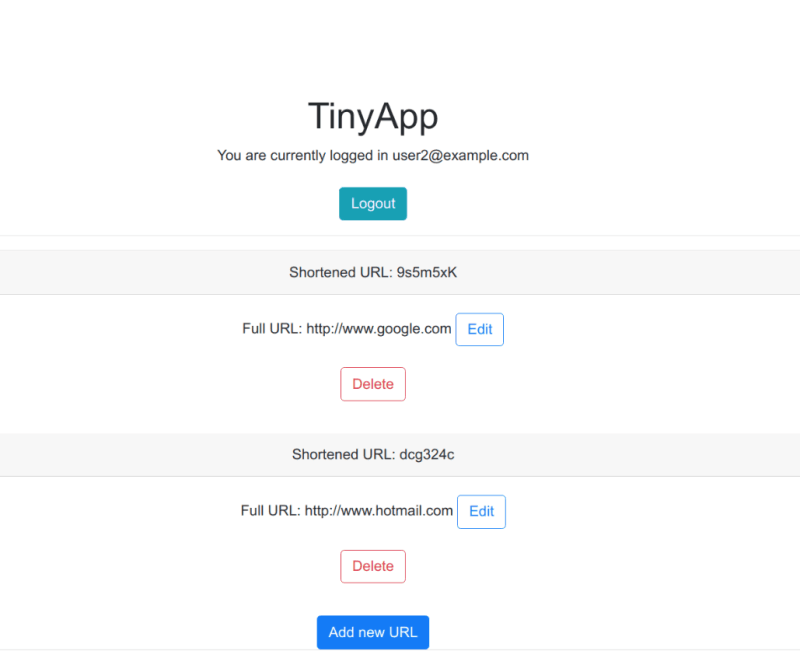 TinyApp
You are currently logged in user2@example.com
Logout
Shortened URL: 9s5m5xK
Full URL: http://www.google.com Edit
Delete
Shortened URL: dcg324c
Full URL: http://www.hotmail.com Edit
Delete
Add new URL